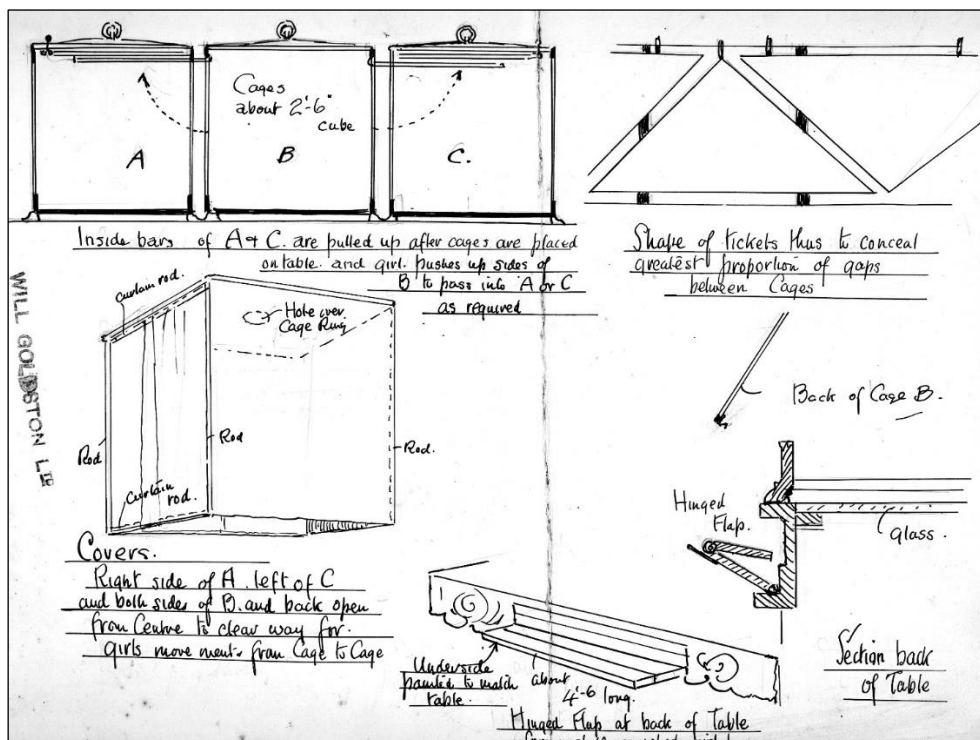 Cages
about 2'-6"
cube
A
B
C.
Inside bars of A & C. are pulled up after cages are placed
on table. and girl. pushes up sides of
B to pass into A or C
as required
Shape of tickets thus to conceal
greatest proportion of gaps
between Cages
WILL GOLDSTON LTD
Curtain rod.
Hole over
Cage Ring
Rod
Rod
Rod.
Curtain
rod.
Back of Cage B.
Hinged
Flap.
Glass.
Covers.
Right side of A. left of C
and both sides of B. and back open
from Centre to clear way for.
girls movements from Cage to Cage
Underside
painted to match
table.
about
4'-6 long.
Section back
of Table
Hinged Flap at back of Table